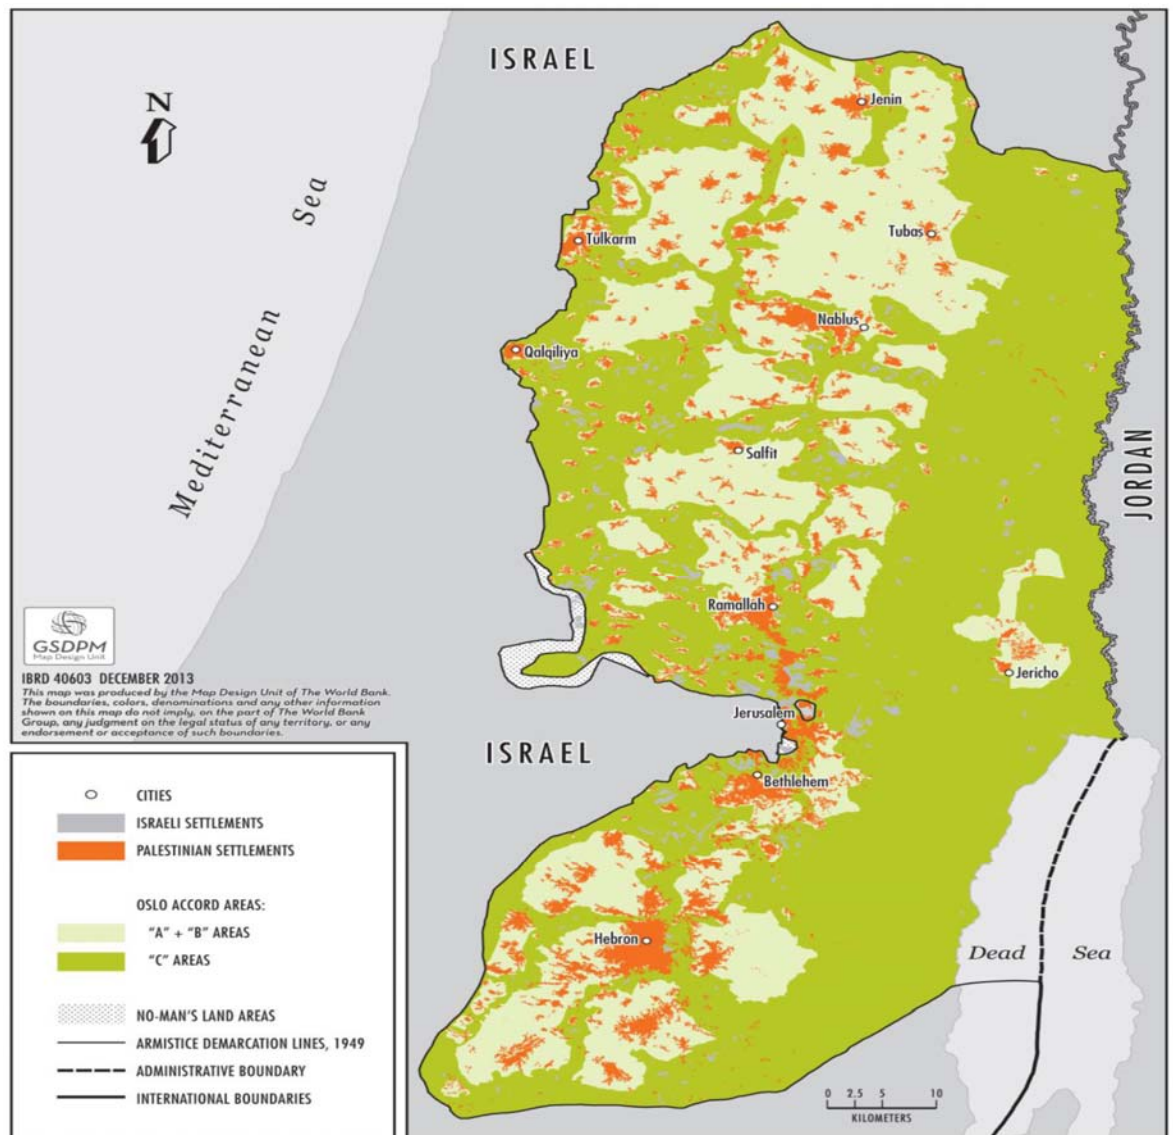 ISRAEL
N
Jenin
Mediterranean Sea
Tulkarm
Tubas
Nablus
Qalqiliya
JORDAN
Salfit
Ramallah
Jericho
GSDPM
Map Design Unit
IBRD 40603 DECEMBER 2013
This map was produced by the Map Design Unit of The World Bank.
The boundaries, colors, denominations and any other information
shown on this map do not imply, on the part of The World Bank
Group, any judgment on the legal status of any territory, or any
endorsement or acceptance of such boundaries.
Jerusalem
ISRAEL
Bethlehem
Hebron
Dead Sea
CITIES
ISRAELI SETTLEMENTS
PALESTINIAN SETTLEMENTS
OSLO ACCORD AREAS:
"A" + "B" AREAS
"C" AREAS
NO-MAN'S LAND AREAS
ARMISTICE DEMARCATION LINES, 1949
ADMINISTRATIVE BOUNDARY
INTERNATIONAL BOUNDARIES
0 2.5 5 10
KILOMETERS